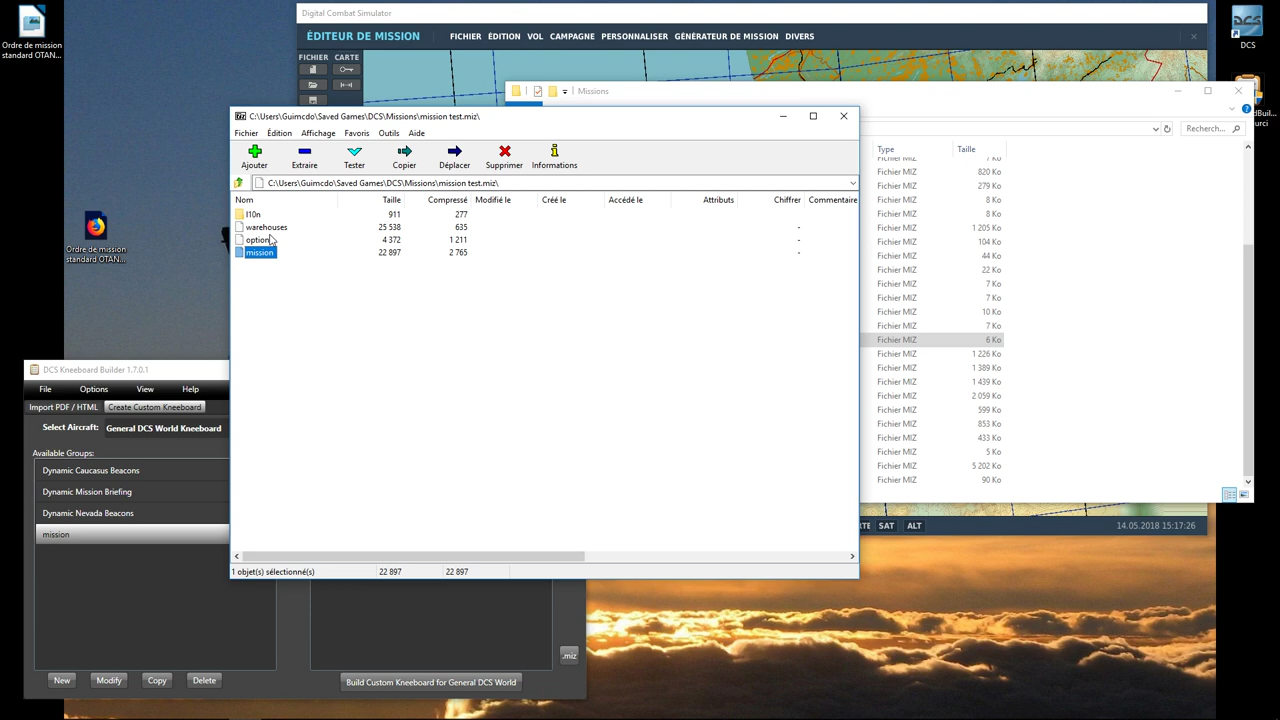 Ordre de mission
standard OTAN...
Digital Combat Simulator
ÉDITEUR DE MISSION FICHIER ÉDITION VOL CAMPAGNE PERSONNALISER GÉNÉRATEUR DE MISSION DIVERS
FICHIER CARTE
DCS
Missions
Recherch...
Type Taille
Fichier MIZ 7 Ko
Fichier MIZ 820 Ko
Fichier MIZ 279 Ko
Fichier MIZ 8 Ko
Fichier MIZ 8 Ko
Fichier MIZ 1 205 Ko
Fichier MIZ 104 Ko
Fichier MIZ 44 Ko
Fichier MIZ 22 Ko
Fichier MIZ 7 Ko
Fichier MIZ 7 Ko
Fichier MIZ 10 Ko
Fichier MIZ 7 Ko
Fichier MIZ 6 Ko
Fichier MIZ 1 226 Ko
Fichier MIZ 1 389 Ko
Fichier MIZ 1 439 Ko
Fichier MIZ 2 059 Ko
Fichier MIZ 599 Ko
Fichier MIZ 853 Ko
Fichier MIZ 433 Ko
Fichier MIZ 5 Ko
Fichier MIZ 5 202 Ko
Fichier MIZ 90 Ko
SAT ALT 14.05.2018 15:17:26
C:\Users\Guimcdo\Saved Games\DCS\Missions\mission test.miz\
Fichier Édition Affichage Favoris Outils Aide
Ajouter Extraire Tester Copier Déplacer Supprimer Informations
C:\Users\Guimcdo\Saved Games\DCS\Missions\mission test.miz\
Nom Taille Compressé Modifié le Créé le Accédé le Attributs Chiffrer Commentaire
l10n 911 277
warehouses 25 538 635 -
option 4 372 1 211 -
mission 22 897 2 765 -
1 objet(s) sélectionné(s) 22 897 22 897
Ordre de mission
standard OTAN...
DCS Kneeboard Builder 1.7.0.1
File Options View Help
Import PDF / HTML Create Custom Kneeboard
Select Aircraft: General DCS World Kneeboard
Available Groups:
Dynamic Caucasus Beacons
Dynamic Mission Briefing
Dynamic Nevada Beacons
mission
.miz
New Modify Copy Delete Build Custom Kneeboard for General DCS World